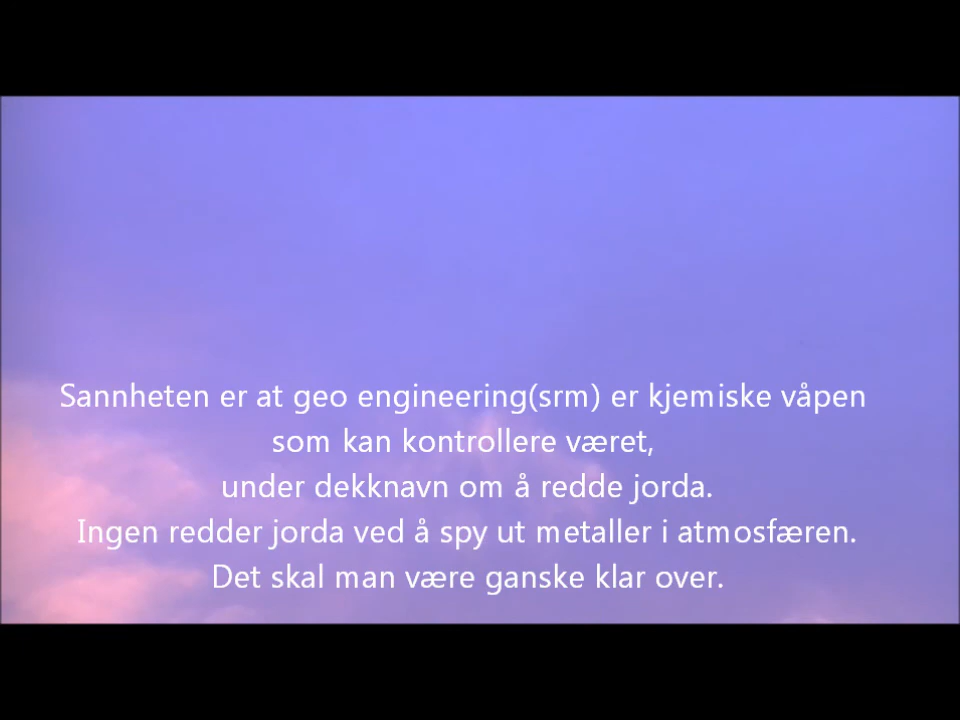 Sannheten er at geo engineering(srm) er kjemiske våpen
som kan kontrollere været,
under dekknavn om å redde jorda.
Ingen redder jorda ved å spy ut metaller i atmosfæren.
Det skal man være ganske klar over.